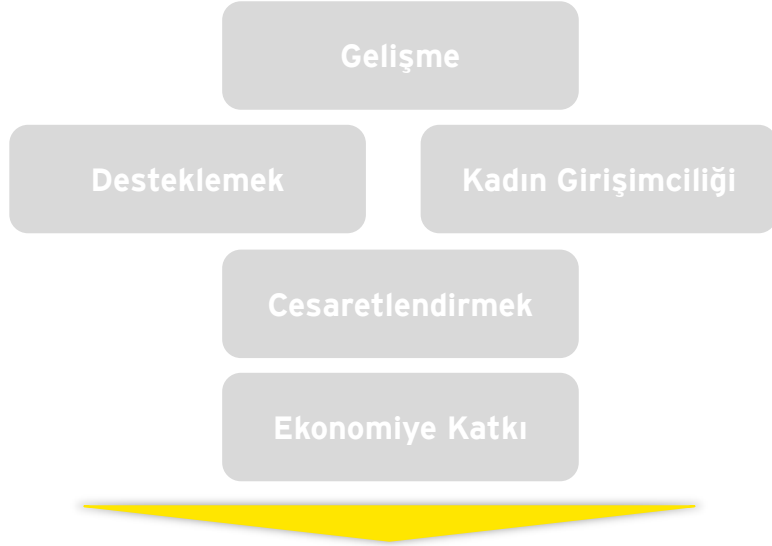 Gelişme
Desteklemek
Kadın Girişimciliği
Cesaretlendirmek
Ekonomiye Katkı